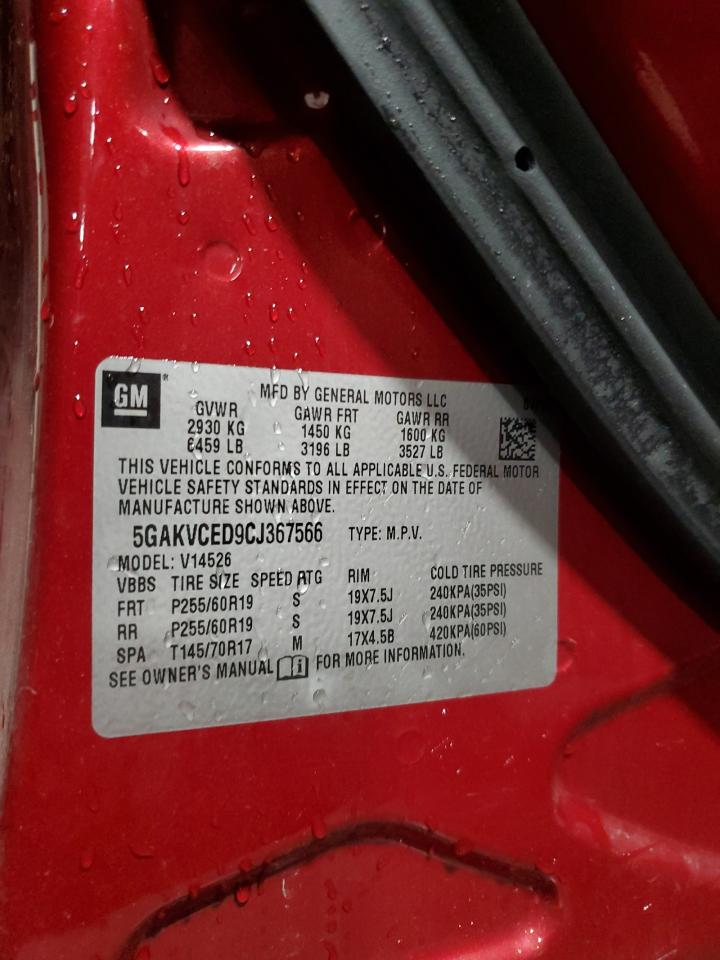 GM
MFD BY GENERAL MOTORS LLC
GVWR GAWR FRT GAWR RR
2930 KG 1450 KG 1600 KG
6459 LB 3196 LB 3527 LB
THIS VEHICLE CONFORMS TO ALL APPLICABLE U.S. FEDERAL MOTOR
VEHICLE SAFETY STANDARDS IN EFFECT ON THE DATE OF
MANUFACTURE SHOWN ABOVE.
5GAKVCED9CJ367566 TYPE: M.P.V.
MODEL: V14526
VBBS TIRE SIZE SPEED RTG RIM COLD TIRE PRESSURE
FRT P255/60R19 S 19X7.5J 240KPA(35PSI)
RR P255/60R19 S 19X7.5J 240KPA(35PSI)
SPA T145/70R17 M 17X4.5B 420KPA(60PSI)
SEE OWNER'S MANUAL FOR MORE INFORMATION.